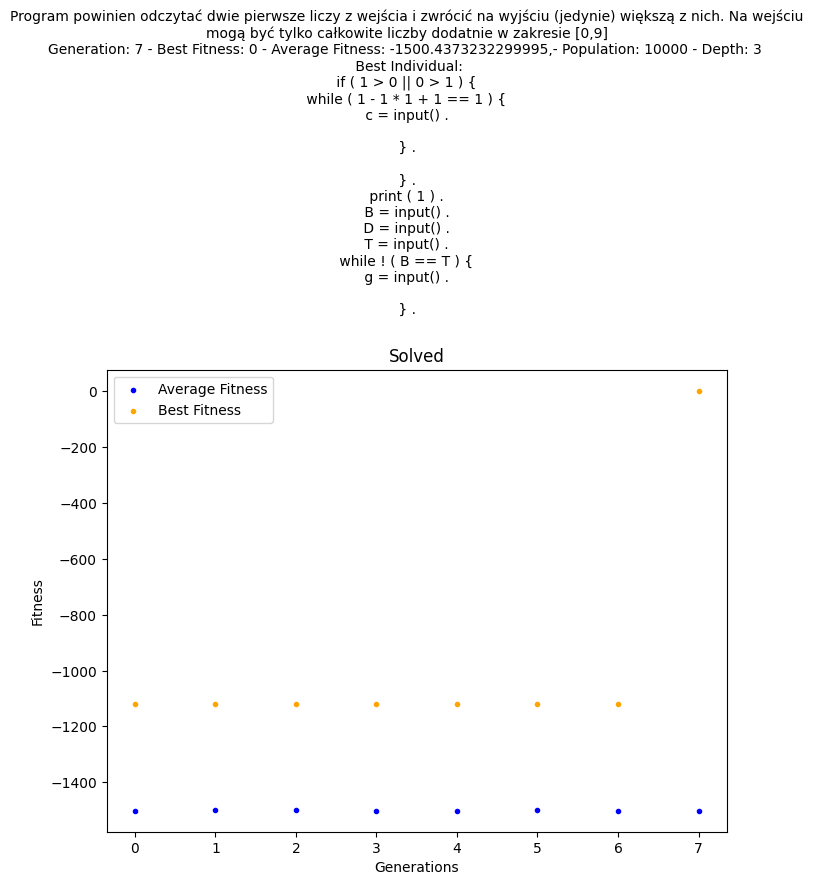 Program powinien odczytać dwie pierwsze liczy z wejścia i zwrócić na wyjściu (jedynie) większą z nich. Na wejściu
mogą być tylko całkowite liczby dodatnie w zakresie [0,9]
Generation: 7 - Best Fitness: 0 - Average Fitness: -1500.4373232299995,- Population: 10000 - Depth: 3
Best Individual:
if ( 1 > 0 || 0 > 1 ) {
while ( 1 - 1 * 1 + 1 == 1 ) {
c = input() .
} .
} .
print ( 1 ) .
B = input() .
D = input() .
T = input() .
while ! ( B == T ) {
g = input() .
} .
Solved
Average Fitness
Best Fitness
0
−200
−400
−600
−800
−1000
−1200
−1400
Fitness
0 1 2 3 4 5 6 7
Generations